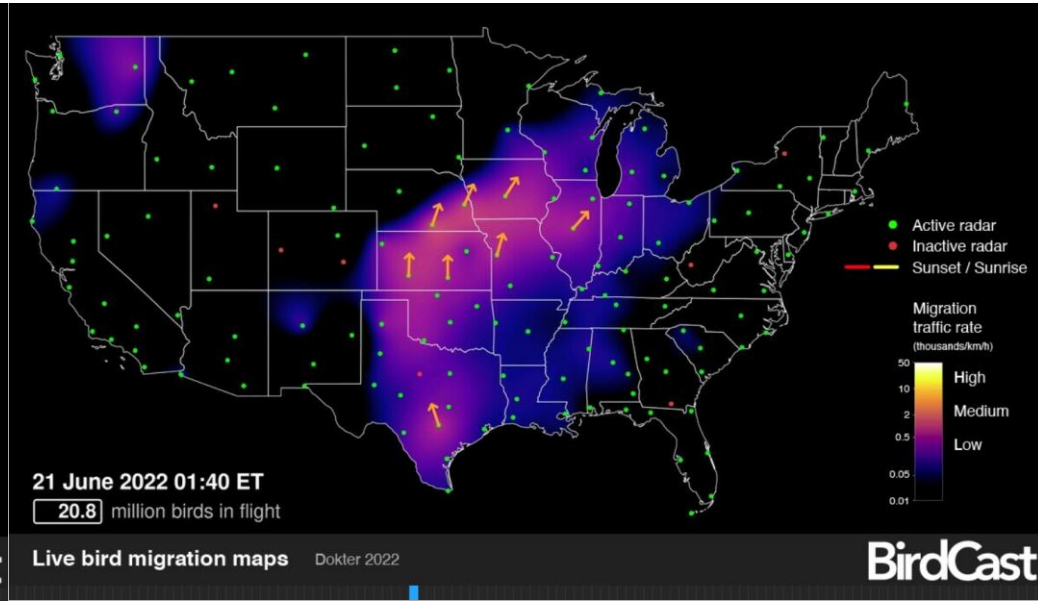 Active radar
Inactive radar
Sunset / Sunrise
Migration
traffic rate
(thousands/km/h)
50
High
10
Medium
2
0.5
Low
0.05
0.01
21 June 2022 01:40 ET
20.8 million birds in flight
Live bird migration maps Dokter 2022
BirdCast